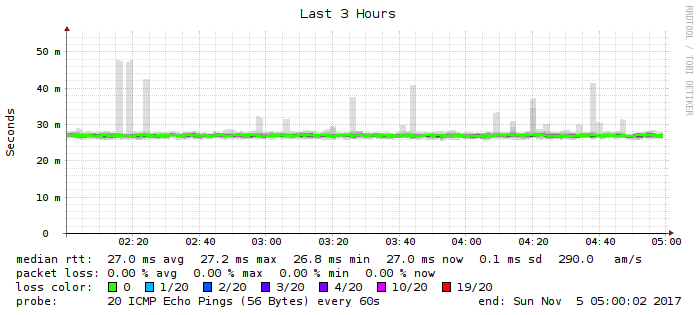 Last 3 Hours
RRDTOOL / TOBI OETIKER
Seconds
50 m
40 m
30 m
20 m
10 m
0
02:20 02:40 03:00 03:20 03:40 04:00 04:20 04:40 05:00
median rtt: 27.0 ms avg 27.2 ms max 26.8 ms min 27.0 ms now 0.1 ms sd 290.0 am/s
packet loss: 0.00 % avg 0.00 % max 0.00 % min 0.00 % now
loss color: 0 1/20 2/20 3/20 4/20 10/20 19/20
probe: 20 ICMP Echo Pings (56 Bytes) every 60s end: Sun Nov 5 05:00:02 2017